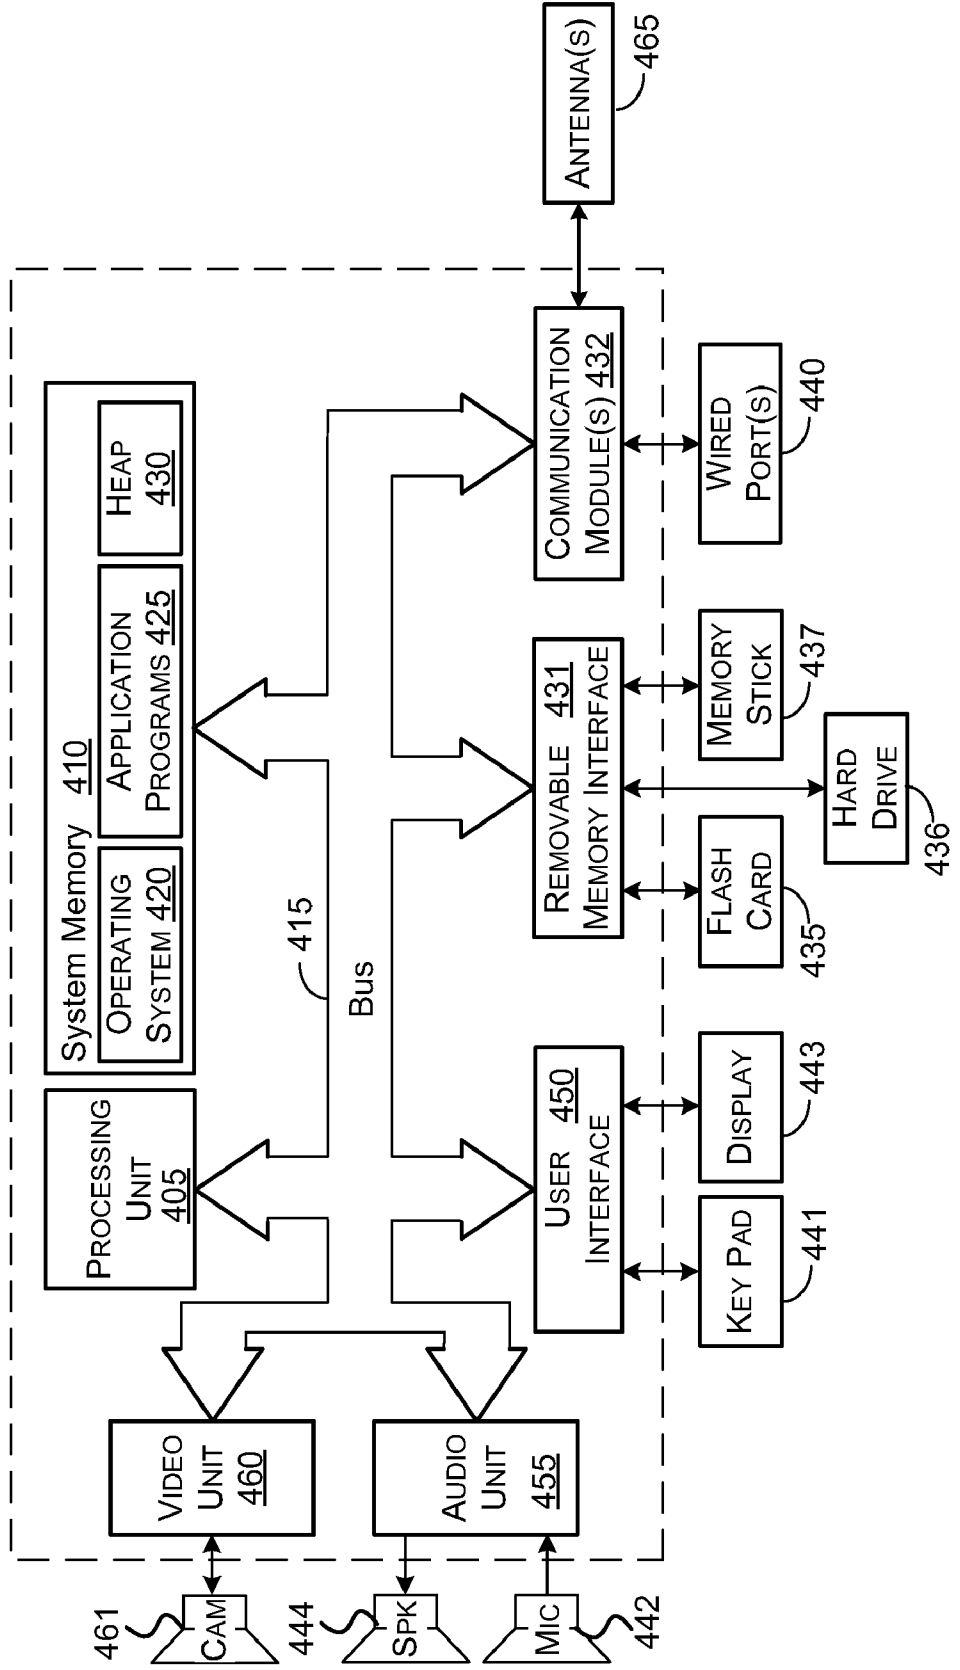 System Memory 410
OPERATING
SYSTEM 420
APPLICATION
PROGRAMS 425
HEAP
430
PROCESSING
UNIT
405
415
Bus
VIDEO
UNIT
460
AUDIO
UNIT
455
USER 450
INTERFACE
REMOVABLE 431
MEMORY INTERFACE
COMMUNICATION
MODULE(S) 432
ANTENNA(S)
465
461
CAM
444
SPK
MIC
442
KEY PAD
441
DISPLAY
443
FLASH
CARD
435
HARD
DRIVE
436
MEMORY
STICK
437
WIRED
PORT(S)
440